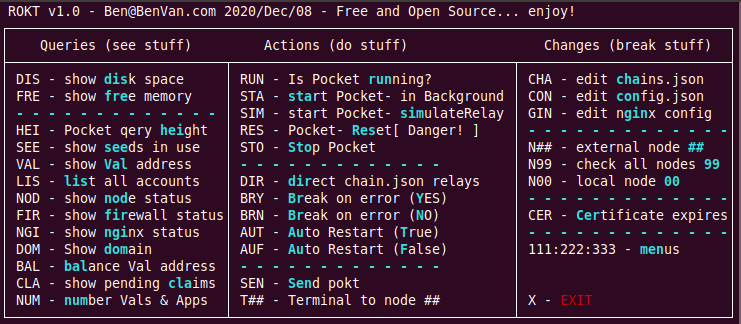 ROKT v1.0 - Ben@BenVan.com 2020/Dec/08 - Free and Open Source... enjoy!
Queries (see stuff)
DIS - show disk space
FRE - show free memory
- - - - - - - - - - - - -
HEI - Pocket qery height
SEE - show seeds in use
VAL - show Val address
LIS - list all accounts
NOD - show node status
FIR - show firewall status
NGI - show nginx status
DOM - Show domain
BAL - balance Val address
CLA - show pending claims
NUM - number Vals & Apps
Actions (do stuff)
RUN - Is Pocket running?
STA - start Pocket- in Background
SIM - start Pocket- simulateRelay
RES - Pocket- Reset[ Danger! ]
STO - Stop Pocket
- - - - - - - - - - - - -
DIR - direct chain.json relays
BRY - Break on error (YES)
BRN - Break on error (NO)
AUT - Auto Restart (True)
AUF - Auto Restart (False)
- - - - - - - - - - - - -
SEN - Send pokt
T## - Terminal to node ##
Changes (break stuff)
CHA - edit chains.json
CON - edit config.json
GIN - edit nginx config
- - - - - - - - - - - - -
N## - external node ##
N99 - check all nodes 99
N00 - local node 00
- - - - - - - - - - - - -
CER - Certificate expires
- - - - - - - - - - - - -
111:222:333 - menus
X - EXIT